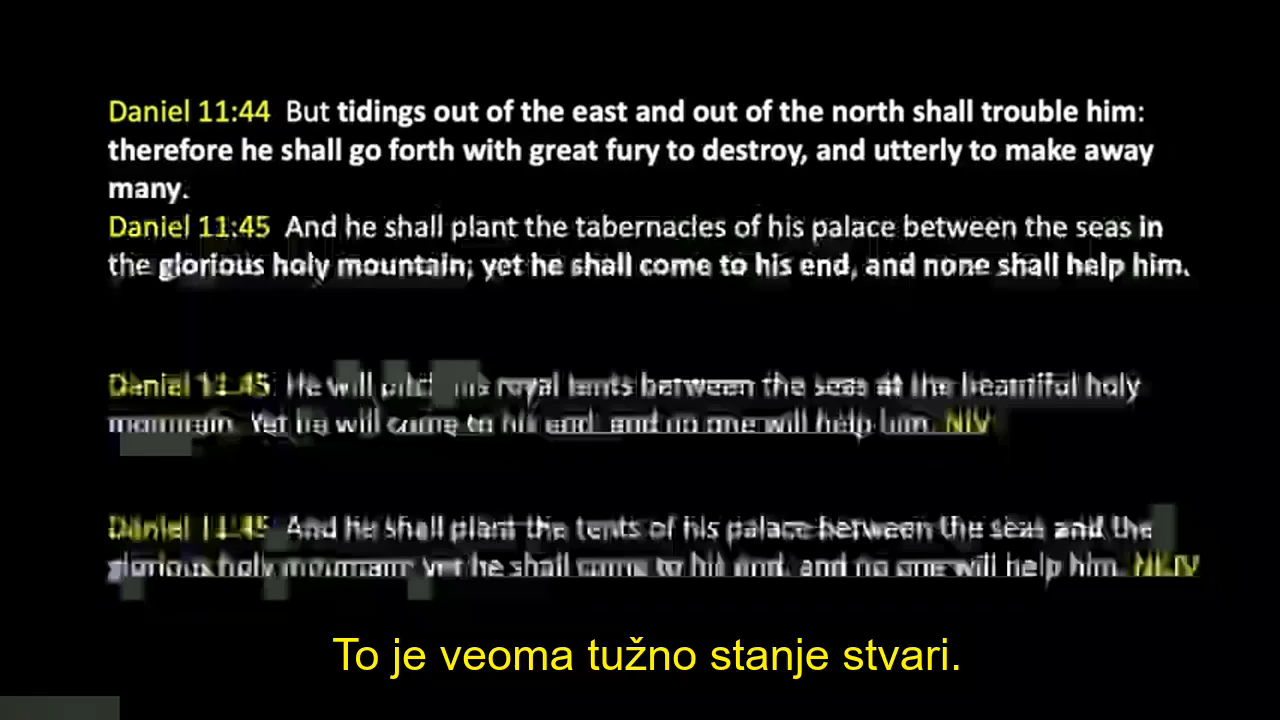 Daniel 11:44 But tidings out of the east and out of the north shall trouble him:
therefore he shall go forth with great fury to destroy, and utterly to make away
many.
Daniel 11:45 And he shall plant the tabernacles of his palace between the seas in
the glorious holy mountain; yet he shall come to his end, and none shall help him.
Daniel 11:45 He will pitch his royal tents between the seas at the beautiful holy
mountain. Yet he will come to his end, and no one will help him. NIV
Daniel 11:45 And he shall plant the tents of his palace between the seas and the
glorious holy mountain; yet he shall come to his end, and no one will help him. NKJV
To je veoma tužno stanje stvari.